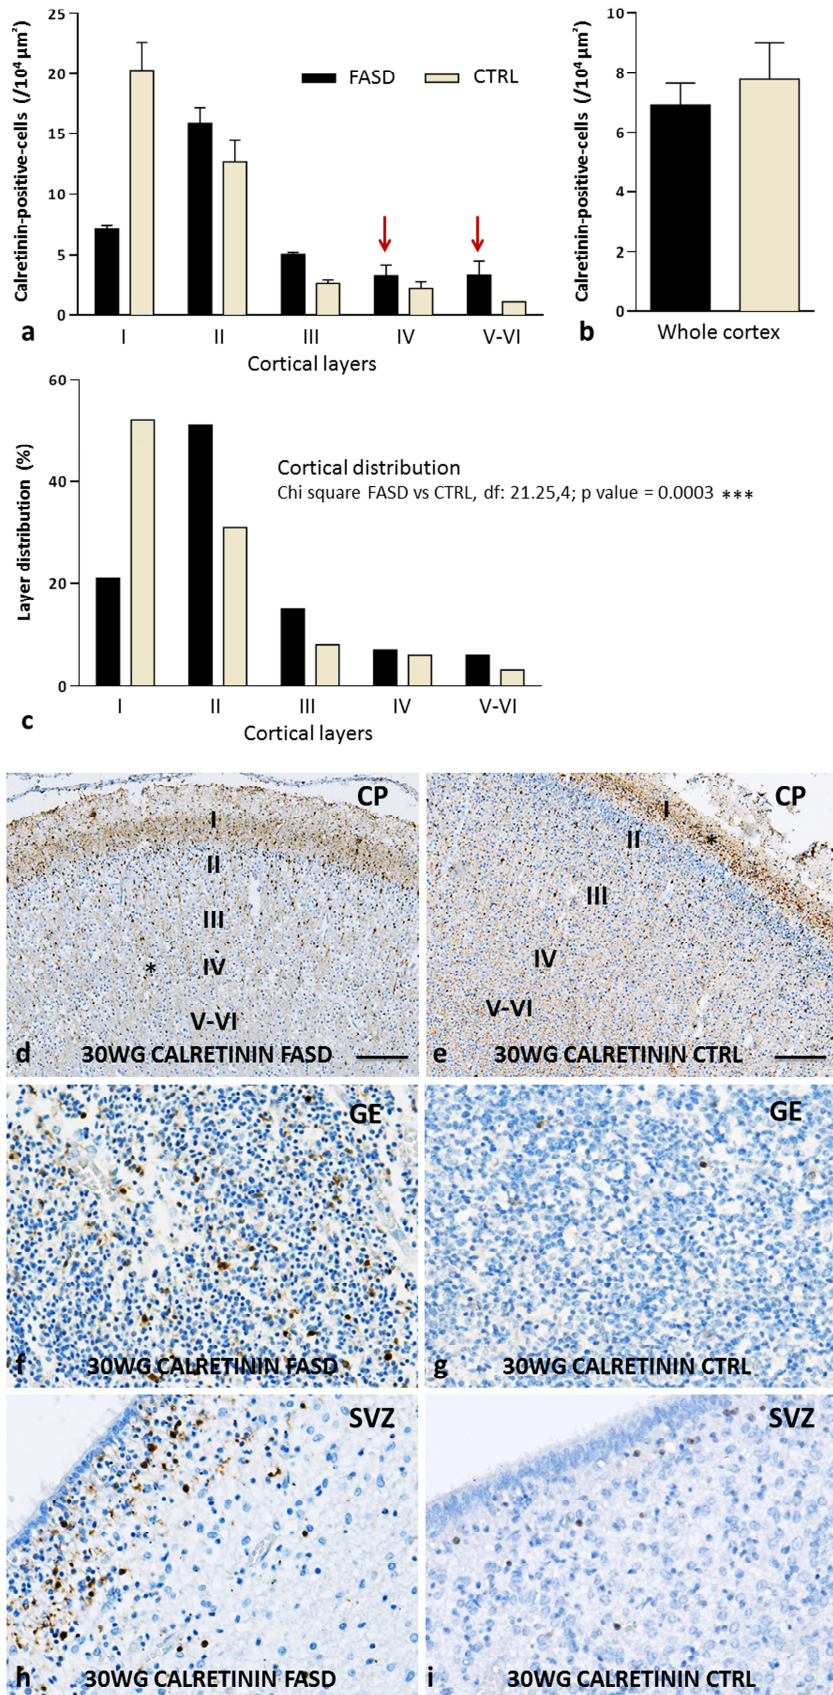 25
20
15
10
5
0
Calretinin-positive-cells (/10⁴ µm²)
FASD
CTRL
I
II
III
IV
V-VI
Cortical layers
a
10
8
6
4
2
0
Calretinin-positive-cells (/10⁴ µm²)
Whole cortex
b
60
40
20
0
Layer distribution (%)
Cortical distribution
Chi square FASD vs CTRL, df: 21.25,4; p value = 0.0003 ***
I
II
III
IV
V-VI
Cortical layers
c
CP
I
II
III
*
IV
V-VI
d
30WG CALRETININ FASD
CP
I
*
II
III
IV
V-VI
e
30WG CALRETININ CTRL
GE
f
30WG CALRETININ FASD
GE
g
30WG CALRETININ CTRL
SVZ
h
30WG CALRETININ FASD
SVZ
i
30WG CALRETININ CTRL